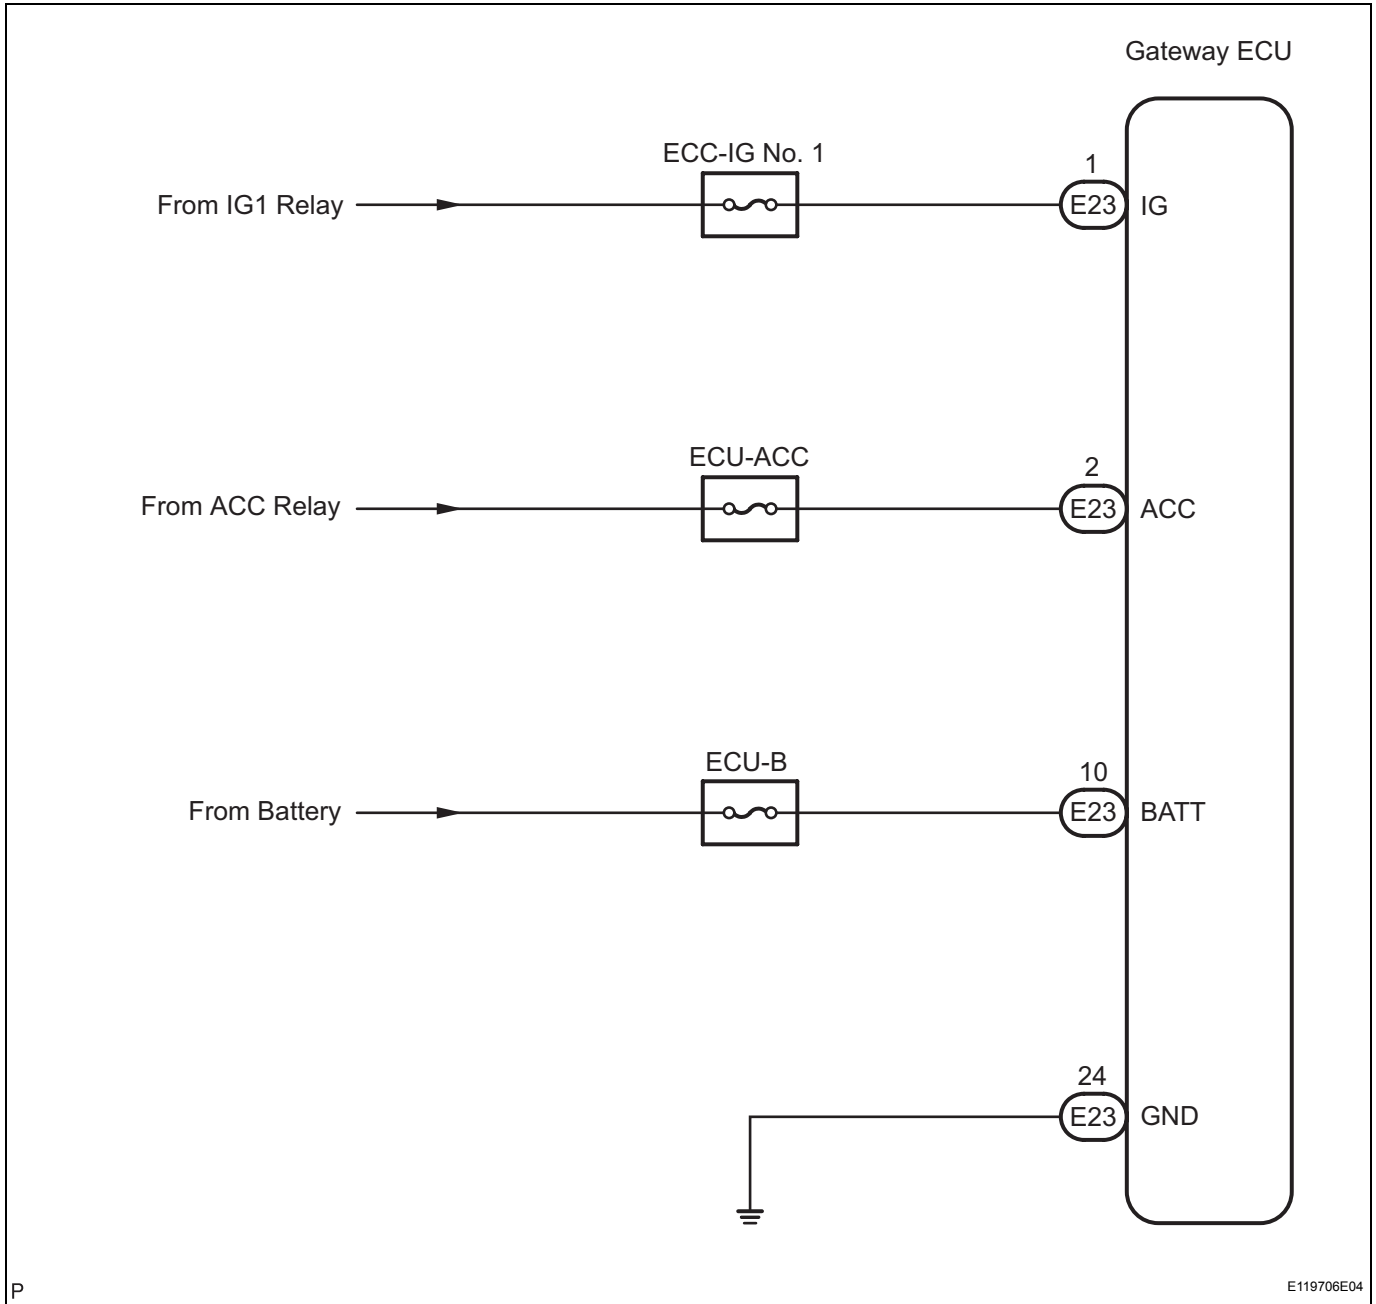 Gateway ECU
ECC-IG No. 1
1
From IG1 Relay
E23
IG
ECU-ACC
2
From ACC Relay
E23
ACC
ECU-B
10
From Battery
E23
BATT
24
E23
GND
P
E119706E04